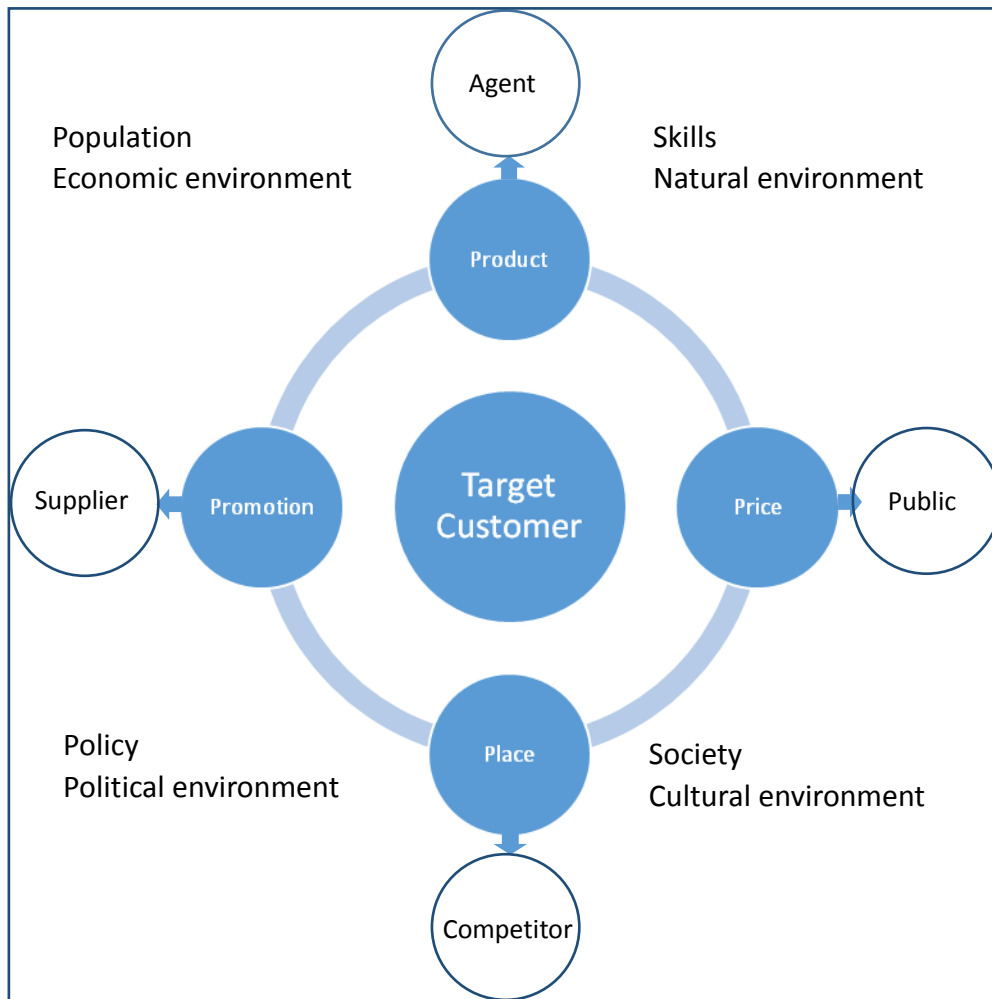 Agent
Population
Economic environment
Skills
Natural environment
Product
Supplier
Promotion
Target
Customer
Price
Public
Policy
Political environment
Place
Society
Cultural environment
Competitor